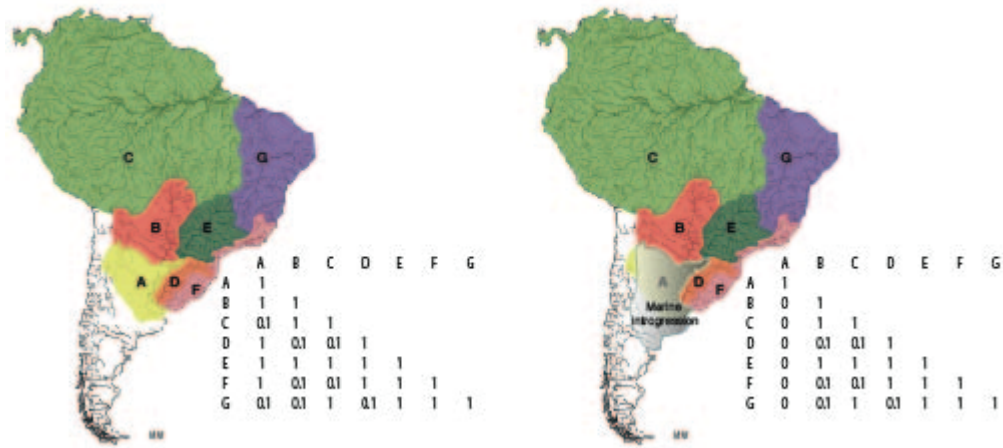 C
G
B
E
A
D
F
A B C D E F G
A 1
B 1 1
C 0.1 1 1
D 1 0.1 0.1 1
E 1 1 1 1 1
F 1 0.1 0.1 1 1 1
G 0.1 0.1 1 0.1 1 1 1
C
G
B
E
A
D
F
Marine
introgression
A B C D E F G
A 1
B 0 1
C 0 1 1
D 0 0.1 0.1 1
E 0 1 1 1 1
F 0 0.1 0.1 1 1 1
G 0 0.1 1 0.1 1 1 1